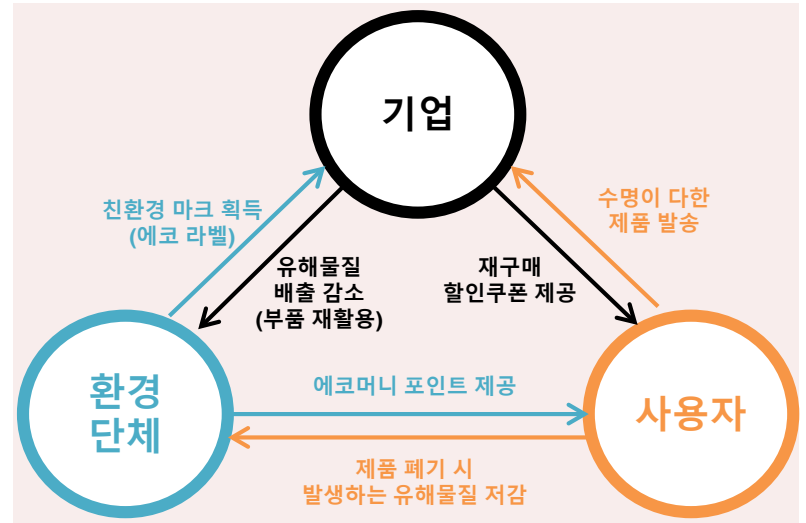 기업
친환경 마크 획득
(에코 라벨)
수명이 다한
제품 발송
유해물질
배출 감소
(부품 재활용)
재구매
할인쿠폰 제공
환경
단체
에코머니 포인트 제공
사용자
제품 폐기 시
발생하는 유해물질 저감